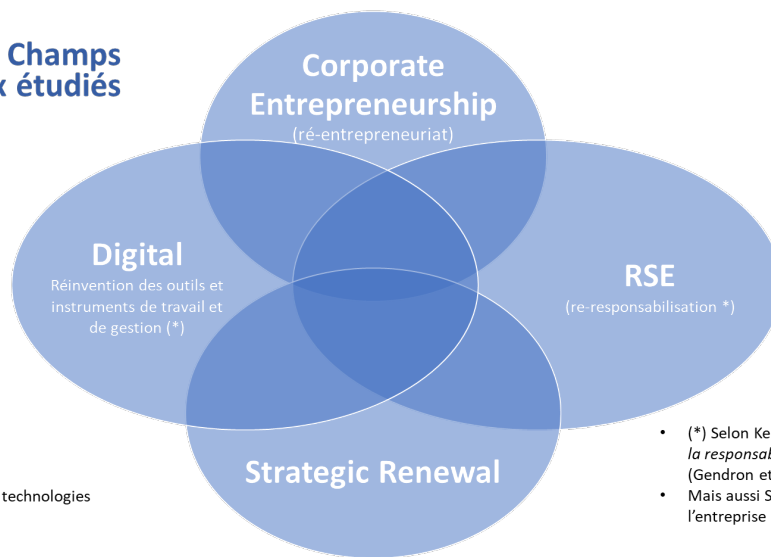 Champs
x étudiés
Corporate
Entrepreneurship
(ré-entrepreneuriat)
Digital
Réinvention des outils et
instruments de travail et
de gestion (*)
RSE
(re-responsabilisation *)
Strategic Renewal
technologies
• (*) Selon Ke
la responsab
(Gendron et
• Mais aussi S
l’entreprise